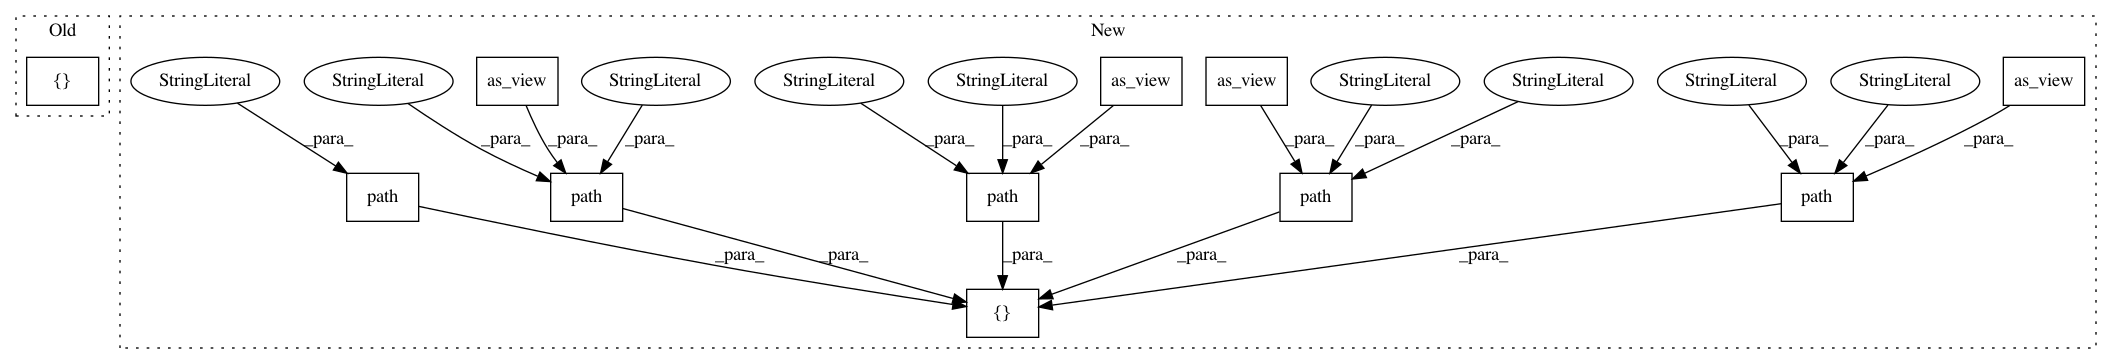 Old
New
{}
StringLiteral
StringLiteral
as_view
StringLiteral
StringLiteral
StringLiteral
as_view
as_view
StringLiteral
StringLiteral
StringLiteral
StringLiteral
as_view
_para_
_para_
_para_
_para_
_para_
_para_
_para_
_para_
_para_
_para_
_para_
_para_
_para_
path
path
path
path
path
_para_
_para_
_para_
_para_
_para_
{}